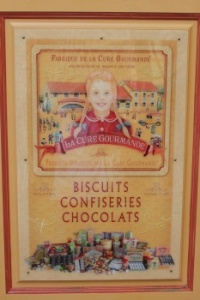 Fabrique de la Cure Gourmande
La Cure Gourmande
BISCUITS
CONFISERIES
CHOCOLATS